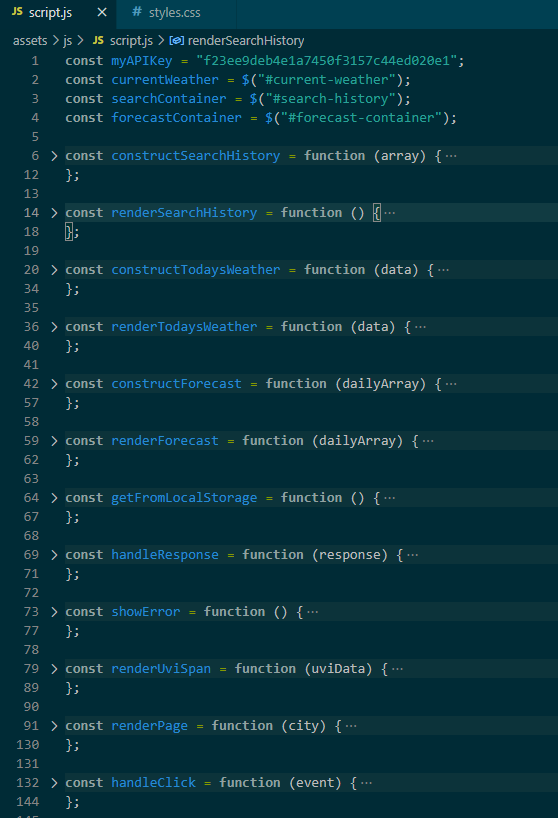 JS script.js × # styles.css
assets > js > JS script.js > renderSearchHistory
1 const myAPIKey = "f23ee9deb4e1a7450f3157c44ed020e1";
2 const currentWeather = $("#current-weather");
3 const searchContainer = $("#search-history");
4 const forecastContainer = $("#forecast-container");
5
6 > const constructSearchHistory = function (array) { ···
12 };
13
14 > const renderSearchHistory = function () { ···
18 };
19
20 > const constructTodaysWeather = function (data) { ···
34 };
35
36 > const renderTodaysWeather = function (data) { ···
40 };
41
42 > const constructForecast = function (dailyArray) { ···
57 };
58
59 > const renderForecast = function (dailyArray) { ···
62 };
63
64 > const getFromLocalStorage = function () { ···
67 };
68
69 > const handleResponse = function (response) { ···
71 };
72
73 > const showError = function () { ···
77 };
78
79 > const renderUviSpan = function (uviData) { ···
89 };
90
91 > const renderPage = function (city) { ···
130 };
131
132 > const handleClick = function (event) { ···
144 };